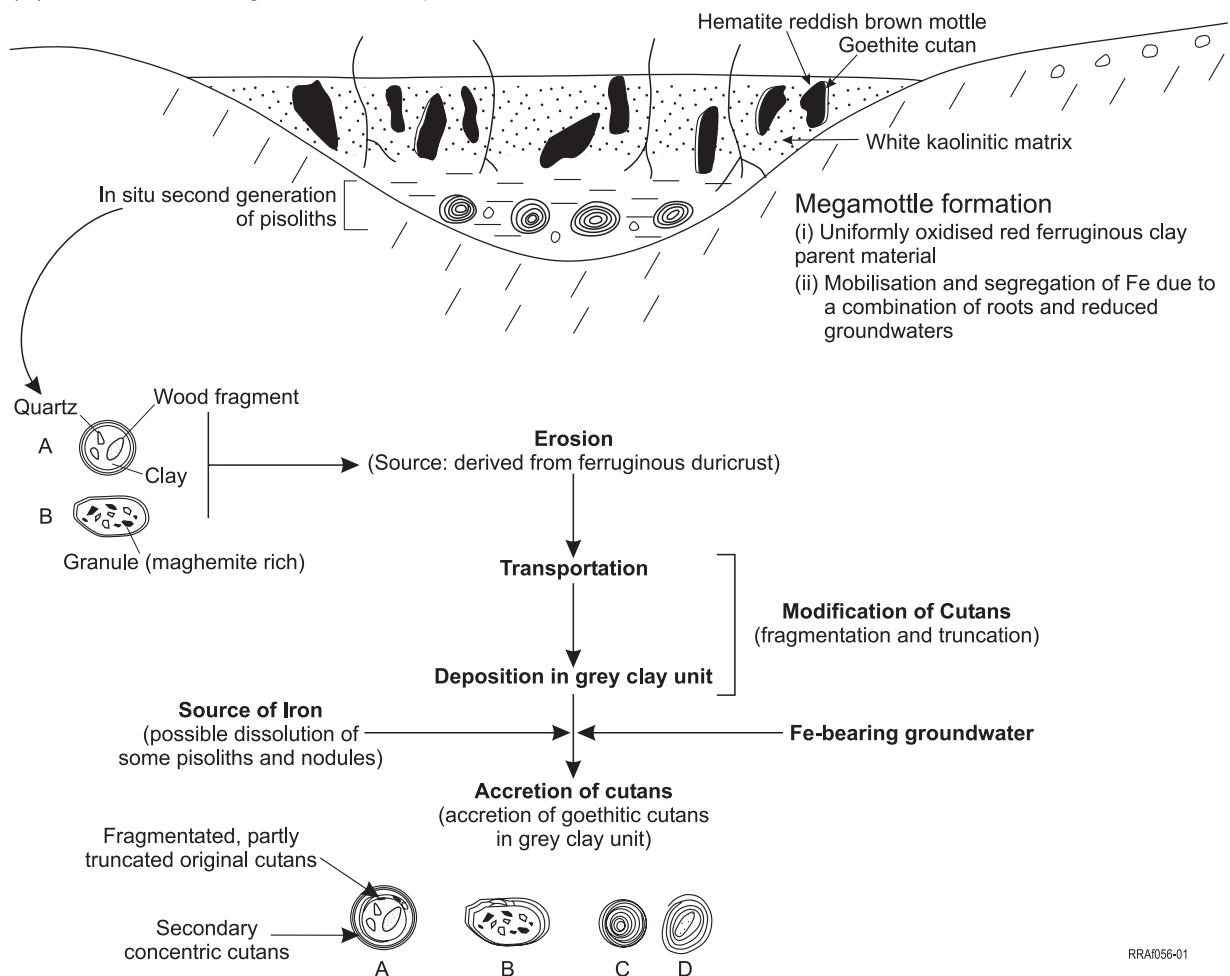 Hematite reddish brown mottle
Goethite cutan
White kaolinitic matrix
In situ second generation
of pisoliths
Megamottle formation
(i) Uniformly oxidised red ferruginous clay
parent material
(ii) Mobilisation and segregation of Fe due to
a combination of roots and reduced
groundwaters
Quartz
Wood fragment
A
Clay
B
Granule (maghemite rich)
Erosion
(Source: derived from ferruginous duricrust)
Transportation
Modification of Cutans
(fragmentation and truncation)
Deposition in grey clay unit
Source of Iron
(possible dissolution of
some pisoliths and nodules)
Fe-bearing groundwater
Accretion of cutans
(accretion of goethitic cutans
in grey clay unit)
Fragmentated, partly
truncated original cutans
Secondary
concentric cutans
A B C D
RRAf056-01